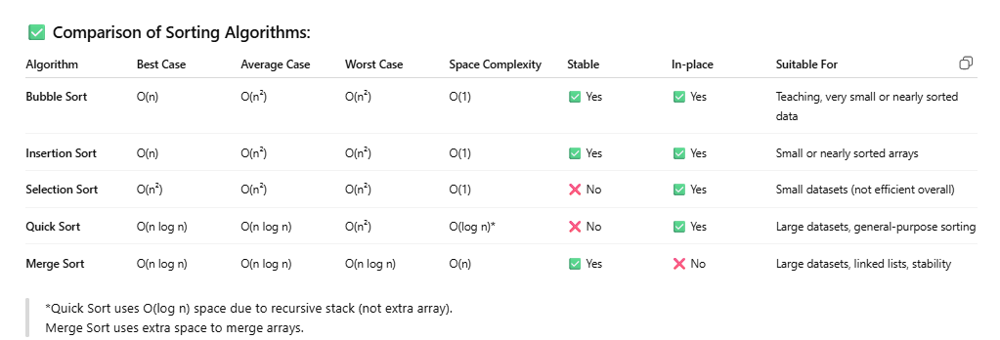 ✅ Comparison of Sorting Algorithms:
Algorithm Best Case Average Case Worst Case Space Complexity Stable In-place Suitable For
Bubble Sort O(n) O(n²) O(n²) O(1) ✅ Yes ✅ Yes Teaching, very small or nearly sorted
data
Insertion Sort O(n) O(n²) O(n²) O(1) ✅ Yes ✅ Yes Small or nearly sorted arrays
Selection Sort O(n²) O(n²) O(n²) O(1) ❌ No ✅ Yes Small datasets (not efficient overall)
Quick Sort O(n log n) O(n log n) O(n²) O(log n)* ❌ No ✅ Yes Large datasets, general-purpose sorting
Merge Sort O(n log n) O(n log n) O(n log n) O(n) ✅ Yes ❌ No Large datasets, linked lists, stability
*Quick Sort uses O(log n) space due to recursive stack (not extra array).
Merge Sort uses extra space to merge arrays.